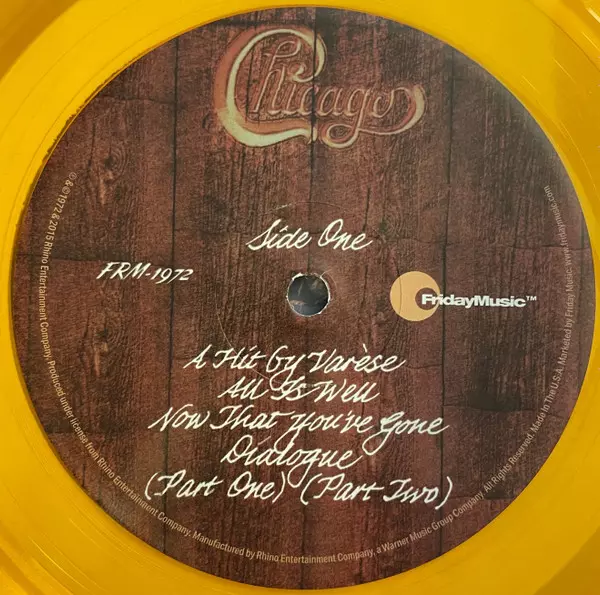 Chicago
Side One
FRM-1972
FridayMusic™
A Hit By Varèse
All Is Well
Now That You've Gone
Dialogue
(Part One) (Part Two)
℗ & © 1972 & 2015 Rhino Entertainment Company. Produced under license from Rhino Entertainment Company. Manufactured by Rhino Entertainment Company, a Warner Music Group Company. All Rights Reserved. Made In The U.S.A. Marketed by Friday Music. www.fridaymusic.com